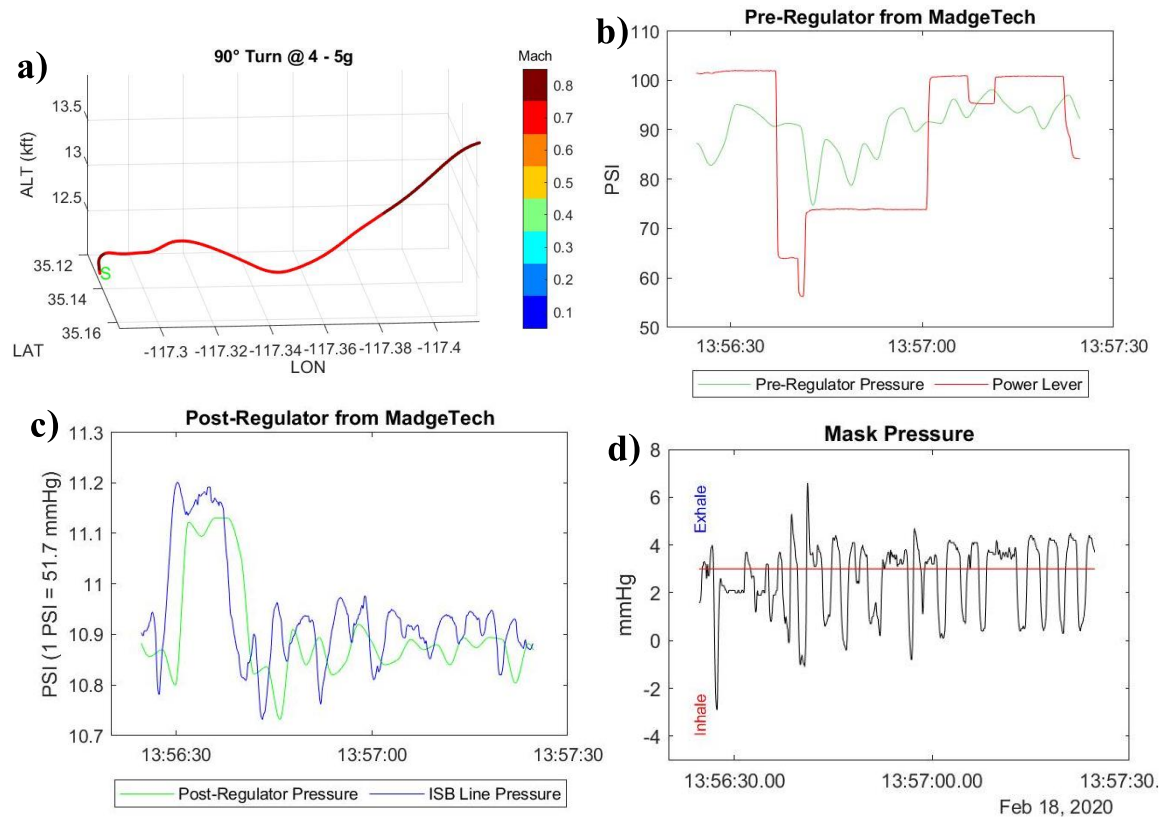 a)
90° Turn @ 4 - 5g
Mach
13.5
13
12.5
ALT (kft)
35.12
35.14
35.16
LAT
S
-117.3 -117.32 -117.34 -117.36 -117.38 -117.4
LON
0.8
0.7
0.6
0.5
0.4
0.3
0.2
0.1
b)
Pre-Regulator from MadgeTech
110
100
90
80
70
60
50
PSI
13:56:30 13:57:00 13:57:30
Pre-Regulator Pressure Power Lever
c)
Post-Regulator from MadgeTech
11.3
11.2
11.1
11
10.9
10.8
10.7
PSI (1 PSI = 51.7 mmHg)
13:56:30 13:57:00 13:57:30
Post-Regulator Pressure ISB Line Pressure
d)
Mask Pressure
8
6
4
2
0
-2
-4
mmHg
Exhale
Inhale
13:56:30.00 13:57:00.00 13:57:30.
Feb 18, 2020